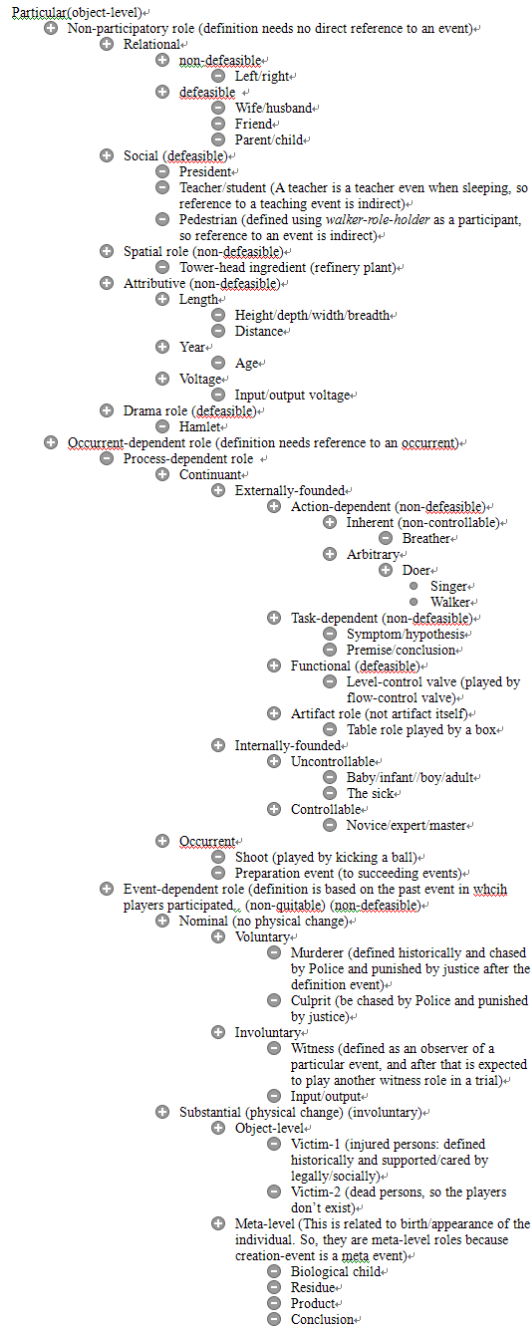 Particular(object-level)
Non-participatory role (definition needs no direct reference to an event)
Relational
non-defeasible
Left/right
defeasible
Wife/husband
Friend
Parent/child
Social (defeasible)
President
Teacher/student (A teacher is a teacher even when sleeping, so
reference to a teaching event is indirect)
Pedestrian (defined using walker-role-holder as a participant,
so reference to an event is indirect)
Spatial role (non-defeasible)
Tower-head ingredient (refinery plant)
Attributive (non-defeasible)
Length
Height/depth/width/breadth
Distance
Year
Age
Voltage
Input/output voltage
Drama role (defeasible)
Hamlet
Occurrent-dependent role (definition needs reference to an occurrent)
Process-dependent role
Continuant
Externally-founded
Action-dependent (non-defeasible)
Inherent (non-controllable)
Breather
Arbitrary
Doer
Singer
Walker
Task-dependent (non-defeasible)
Symptom/hypothesis
Premise/conclusion
Functional (defeasible)
Level-control valve (played by
flow-control valve)
Artifact role (not artifact itself)
Table role played by a box
Internally-founded
Uncontrollable
Baby/infant//boy/adult
The sick
Controllable
Novice/expert/master
Occurrent
Shoot (played by kicking a ball)
Preparation event (to succeeding events)
Event-dependent role (definition is based on the past event in whcih
players participated,. (non-quitable) (non-defeasible)
Nominal (no physical change)
Voluntary
Murderer (defined historically and chased
by Police and punished by justice after the
definition event)
Culprit (be chased by Police and punished
by justice)
Involuntary
Witness (defined as an observer of a
particular event, and after that is expected
to play another witness role in a trial)
Input/output
Substantial (physical change) (involuntary)
Object-level
Victim-1 (injured persons: defined
historically and supported/cared by
legally/socially)
Victim-2 (dead persons, so the players
don't exist)
Meta-level (This is related to birth/appearance of the
individual. So, they are meta-level roles because
creation-event is a meta event)
Biological child
Residue
Product
Conclusion